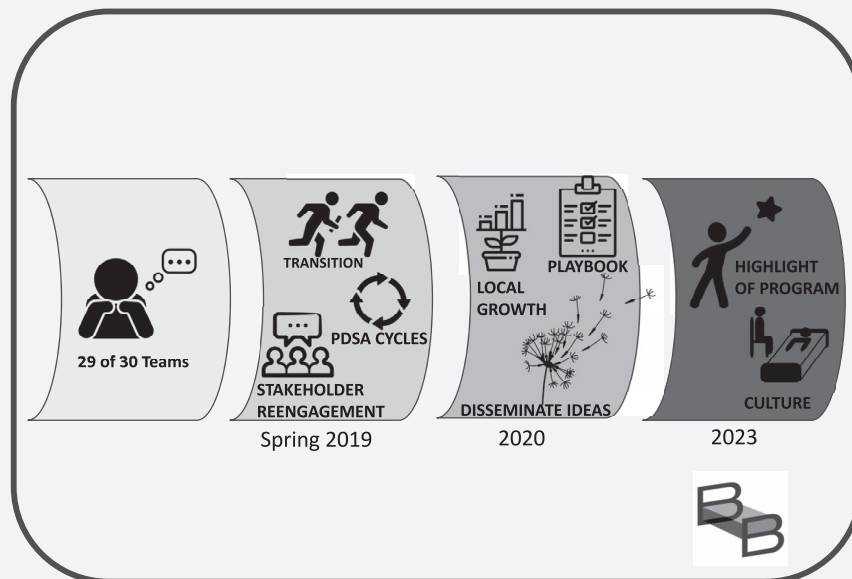 29 of 30 Teams
TRANSITION
PDSA CYCLES
STAKEHOLDER
REENGAGEMENT
Spring 2019
PLAYBOOK
LOCAL
GROWTH
DISSEMINATE IDEAS
2020
HIGHLIGHT
OF PROGRAM
CULTURE
2023
B
B